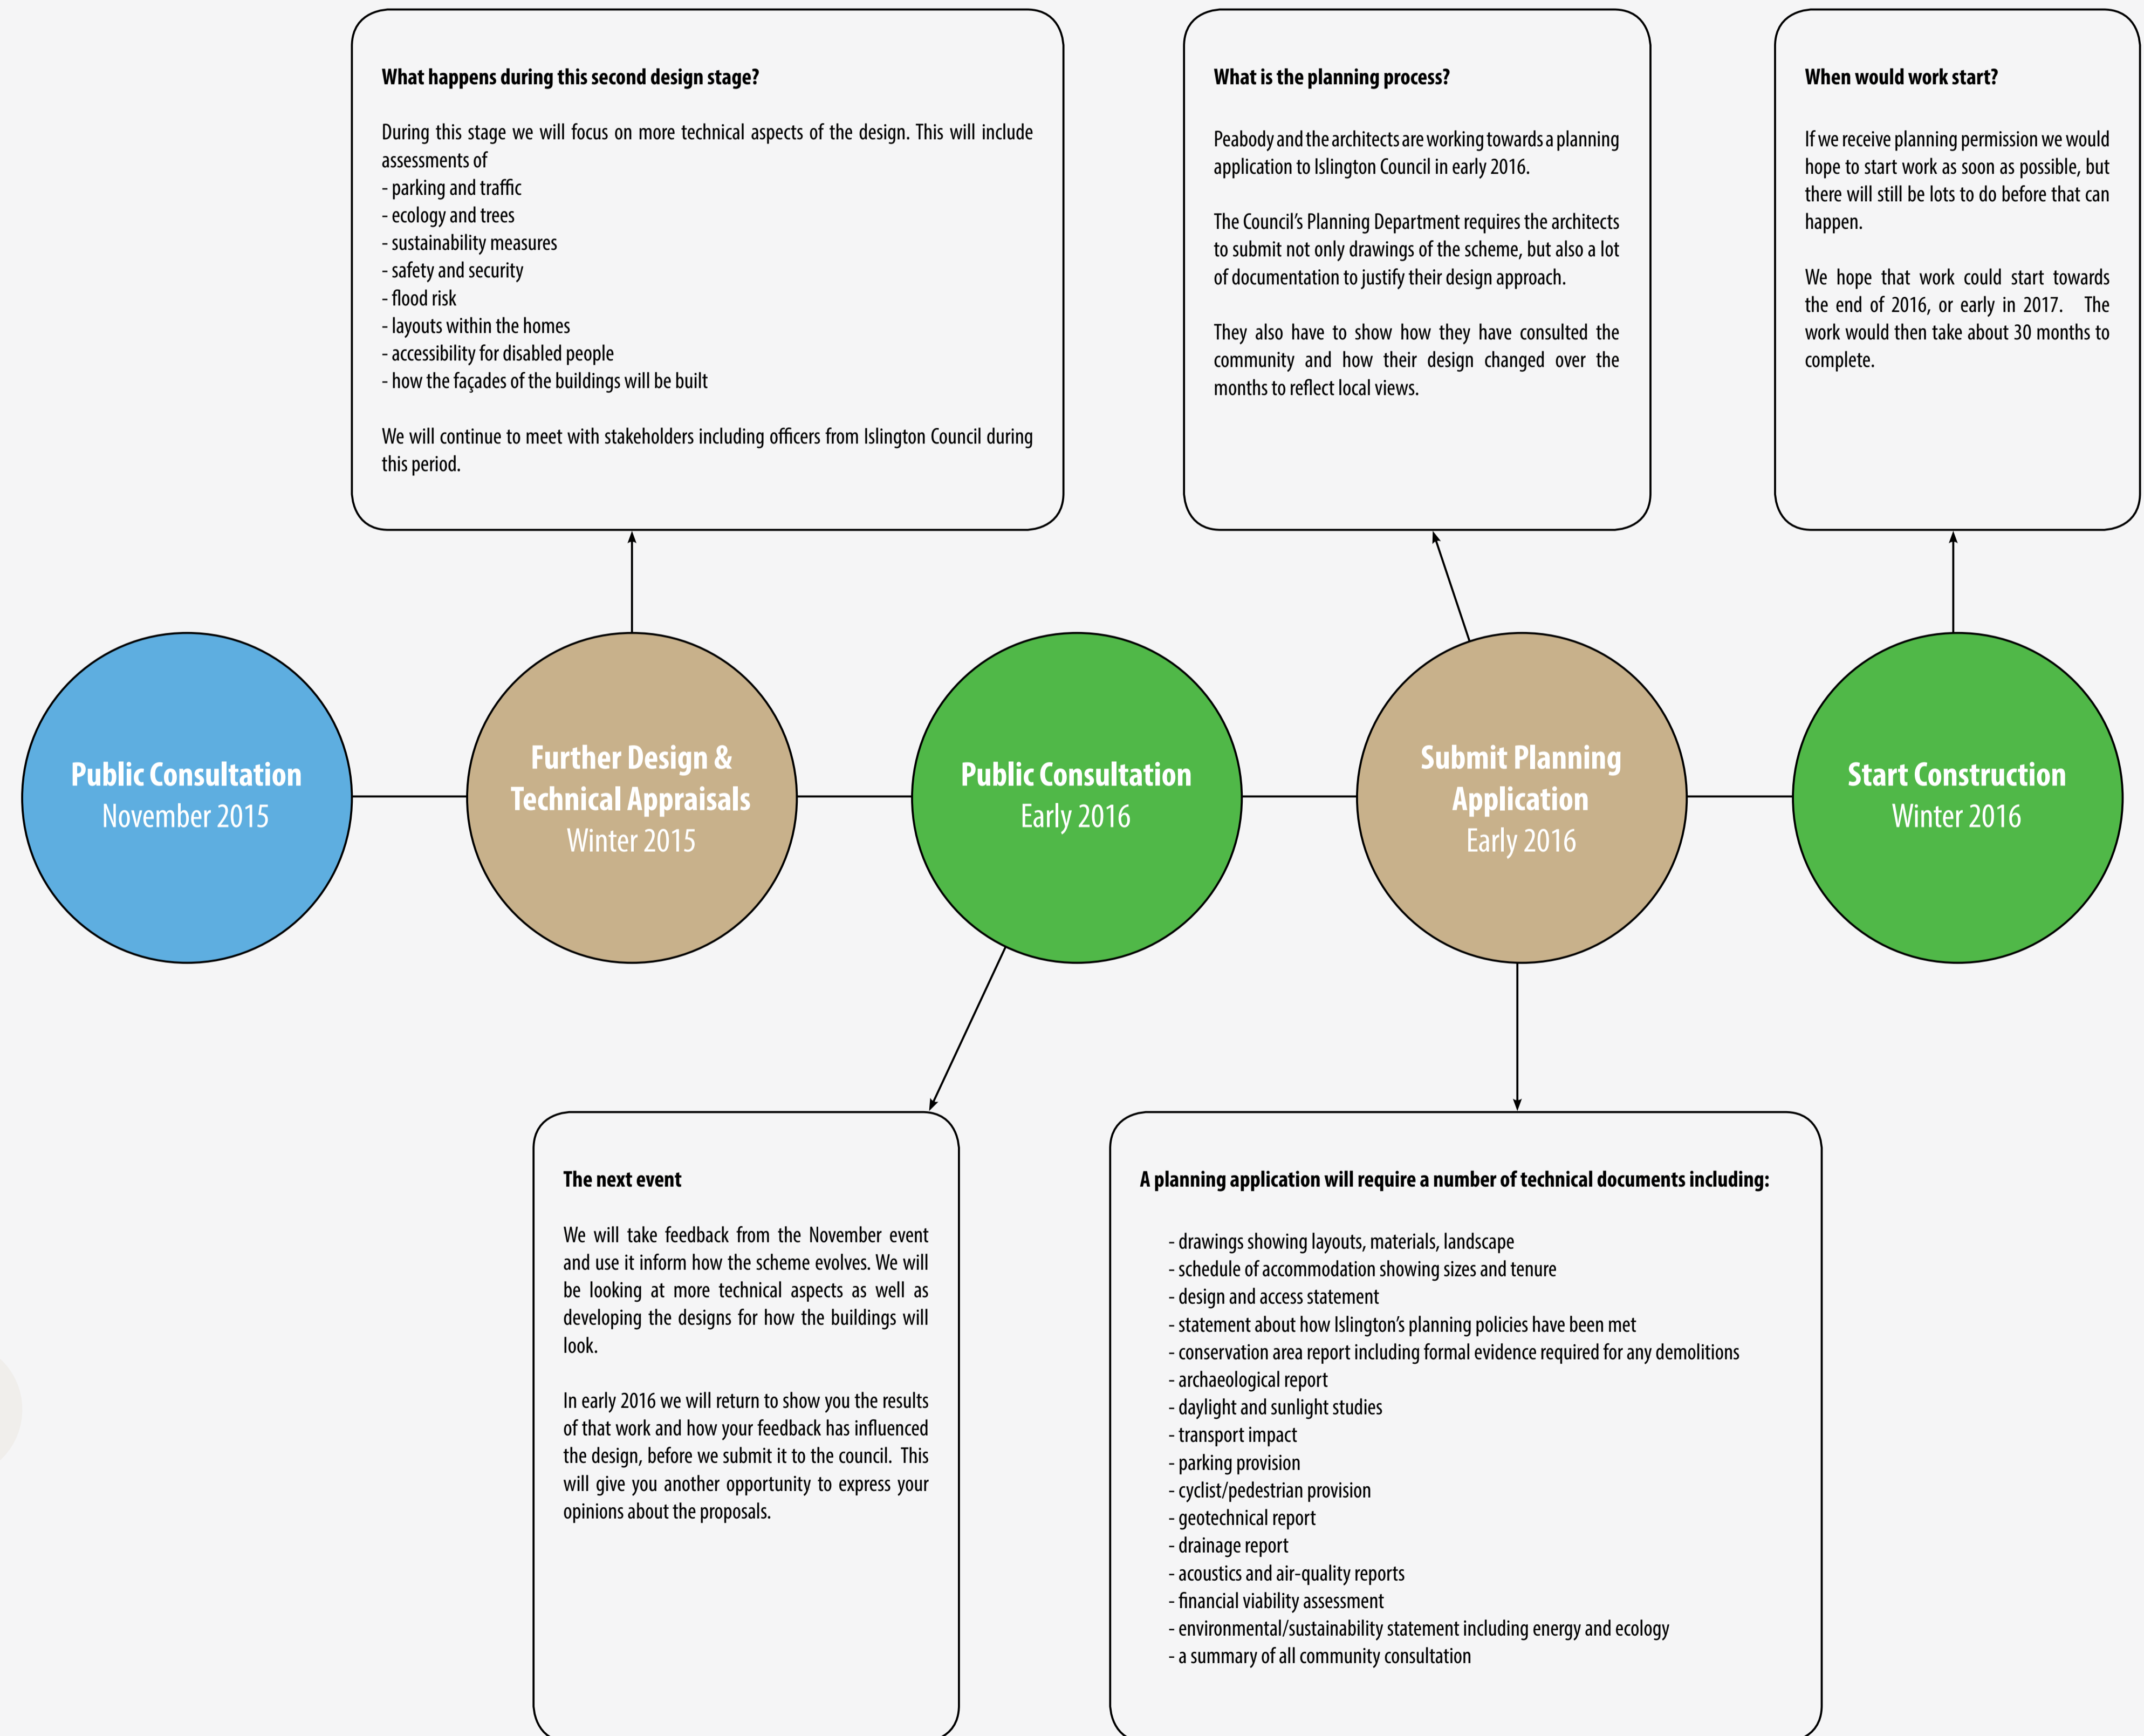 What happens during this second design stage?
During this stage we will focus on more technical aspects of the design. This will include
assessments of
- parking and traffic
- ecology and trees
- sustainability measures
- safety and security
- flood risk
- layouts within the homes
- accessibility for disabled people
- how the façades of the buildings will be built
We will continue to meet with stakeholders including officers from Islington Council during
this period.
What is the planning process?
Peabody and the architects are working towards a planning
application to Islington Council in early 2016.
The Council's Planning Department requires the architects
to submit not only drawings of the scheme, but also a lot
of documentation to justify their design approach.
They also have to show how they have consulted the
community and how their design changed over the
months to reflect local views.
When would work start?
If we receive planning permission we would
hope to start work as soon as possible, but
there will still be lots to do before that can
happen.
We hope that work could start towards
the end of 2016, or early in 2017. The
work would then take about 30 months to
complete.
Public Consultation
November 2015
Further Design &
Technical Appraisals
Winter 2015
Public Consultation
Early 2016
Submit Planning
Application
Early 2016
Start Construction
Winter 2016
The next event
We will take feedback from the November event
and use it inform how the scheme evolves. We will
be looking at more technical aspects as well as
developing the designs for how the buildings will
look.
In early 2016 we will return to show you the results
of that work and how your feedback has influenced
the design, before we submit it to the council. This
will give you another opportunity to express your
opinions about the proposals.
A planning application will require a number of technical documents including:
- drawings showing layouts, materials, landscape
- schedule of accommodation showing sizes and tenure
- design and access statement
- statement about how Islington's planning policies have been met
- conservation area report including formal evidence required for any demolitions
- archaeological report
- daylight and sunlight studies
- transport impact
- parking provision
- cyclist/pedestrian provision
- geotechnical report
- drainage report
- acoustics and air-quality reports
- financial viability assessment
- environmental/sustainability statement including energy and ecology
- a summary of all community consultation